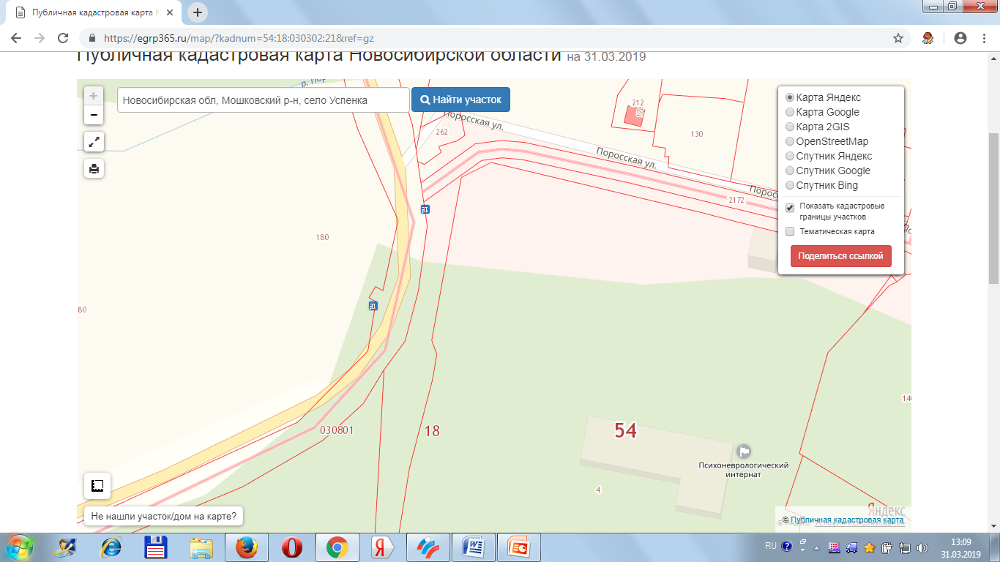 Публичная кадастровая карта Н
https://egrp365.ru/map/?kadnum=54:18:030302:21&ref=gz
Публичная кадастровая карта Новосибирской области на 31.03.2019
Новосибирская обл, Мошковский р-н, село Успенка
Найти участок
Карта Яндекс
Карта Google
Карта 2GIS
OpenStreetMap
Спутник Яндекс
Спутник Google
Спутник Bing
Показать кадастровые
границы участков
Тематическая карта
Поделиться ссылкой
р. Пор
Поросская ул.
262
212
130
Поросская ул.
Порос
2172
180
80
030801
18
54
140
Психоневрологический
интернат
4
Яндекс
© Публичная кадастровая карта
© Яндекс Условия использования
Не нашли участок/дом на карте?
RU
13:09
31.03.2019